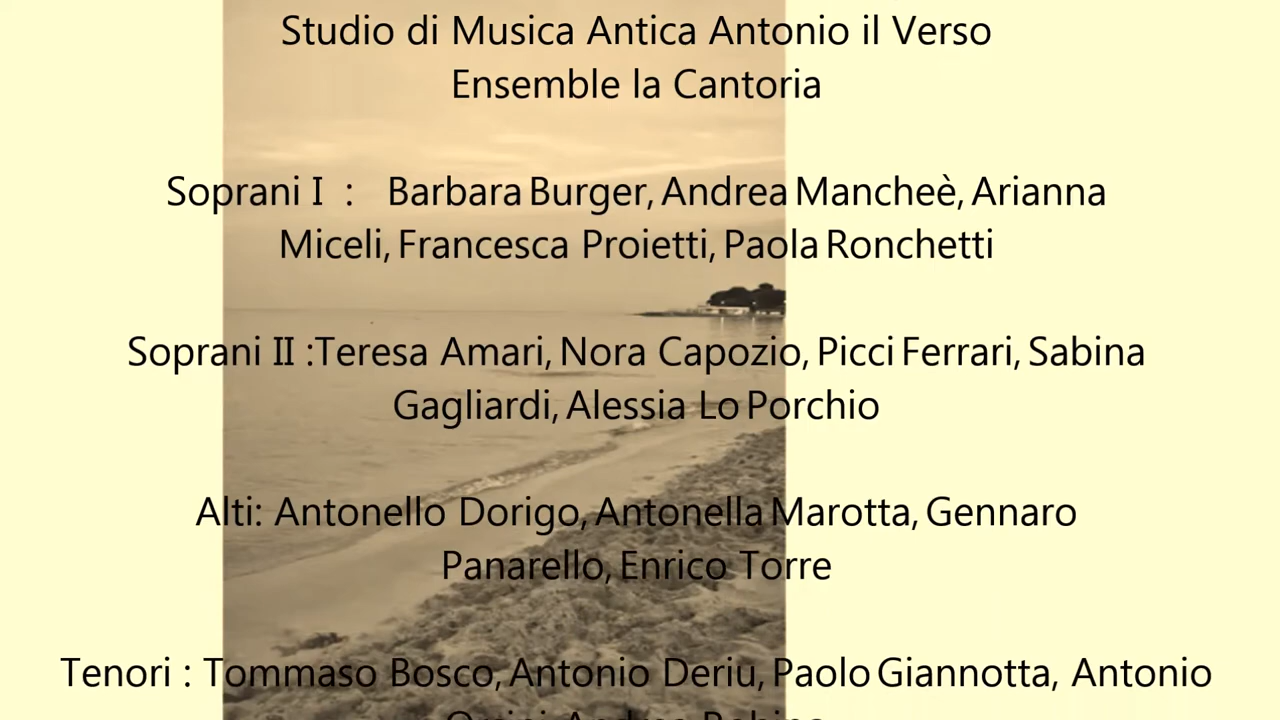 Studio di Musica Antica Antonio il Verso
Ensemble la Cantoria
Soprani I : Barbara Burger, Andrea Mancheè, Arianna
Miceli, Francesca Proietti, Paola Ronchetti
Soprani II :Teresa Amari, Nora Capozio, Picci Ferrari, Sabina
Gagliardi, Alessia Lo Porchio
Alti: Antonello Dorigo, Antonella Marotta, Gennaro
Panarello, Enrico Torre
Tenori : Tommaso Bosco, Antonio Deriu, Paolo Giannotta, Antonio